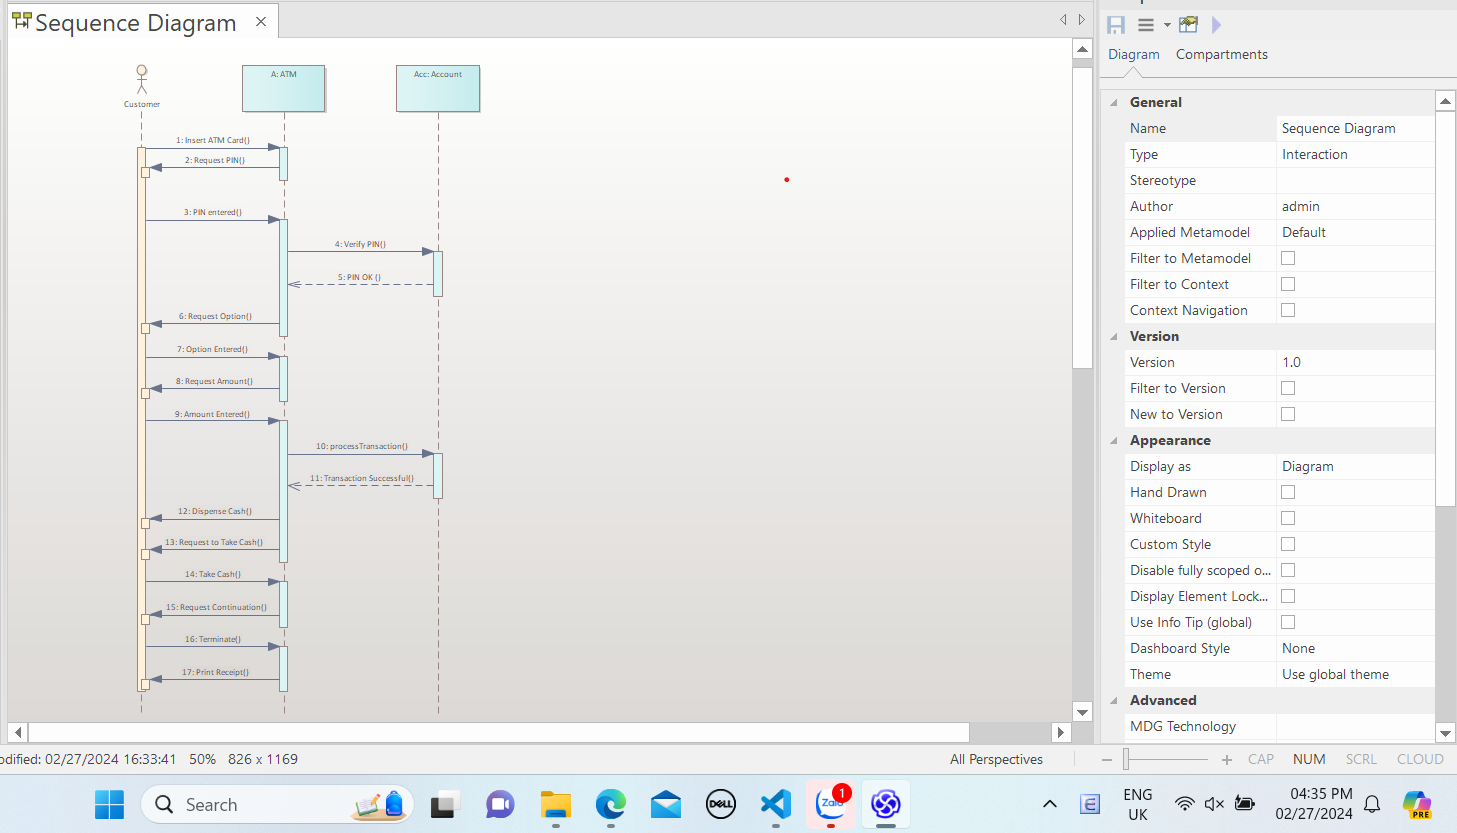 Sequence Diagram
A: ATM
Acc: Account
Customer
1: Insert ATM Card()
2: Request PIN()
3: PIN entered()
4: Verify PIN()
5: PIN OK ()
6: Request Option()
7: Option Entered()
8: Request Amount()
9: Amount Entered()
10: processTransaction()
11: Transaction Successful()
12: Dispense Cash()
13: Request to Take Cash()
14: Take Cash()
15: Request Continuation()
16: Terminate()
17: Print Receipt()
Diagram Compartments
General
Name Sequence Diagram
Type Interaction
Stereotype
Author admin
Applied Metamodel Default
Filter to Metamodel
Filter to Context
Context Navigation
Version
Version 1.0
Filter to Version
New to Version
Appearance
Display as Diagram
Hand Drawn
Whiteboard
Custom Style
Disable fully scoped o...
Display Element Lock...
Use Info Tip (global)
Dashboard Style None
Theme Use global theme
Advanced
MDG Technology
odified: 02/27/2024 16:33:41 50% 826 x 1169 All Perspectives CAP NUM SCRL CLOUD
Search
DELL
Zalo
1
E
ENG
UK
04:35 PM
02/27/2024
PRE